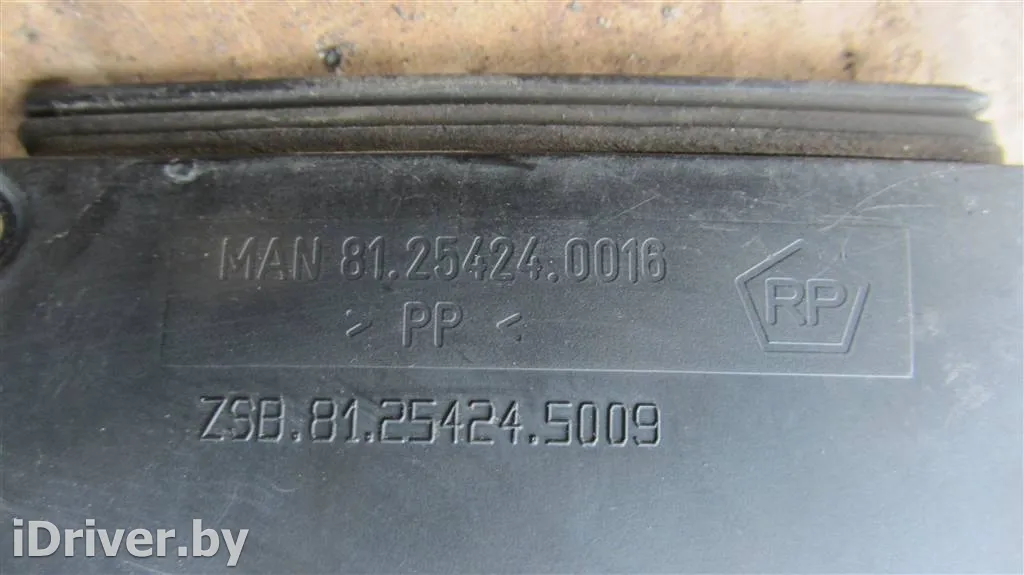 MAN 81.25424.0016
> PP <
RP
ZSB.81.25424.5009
iDriver.by